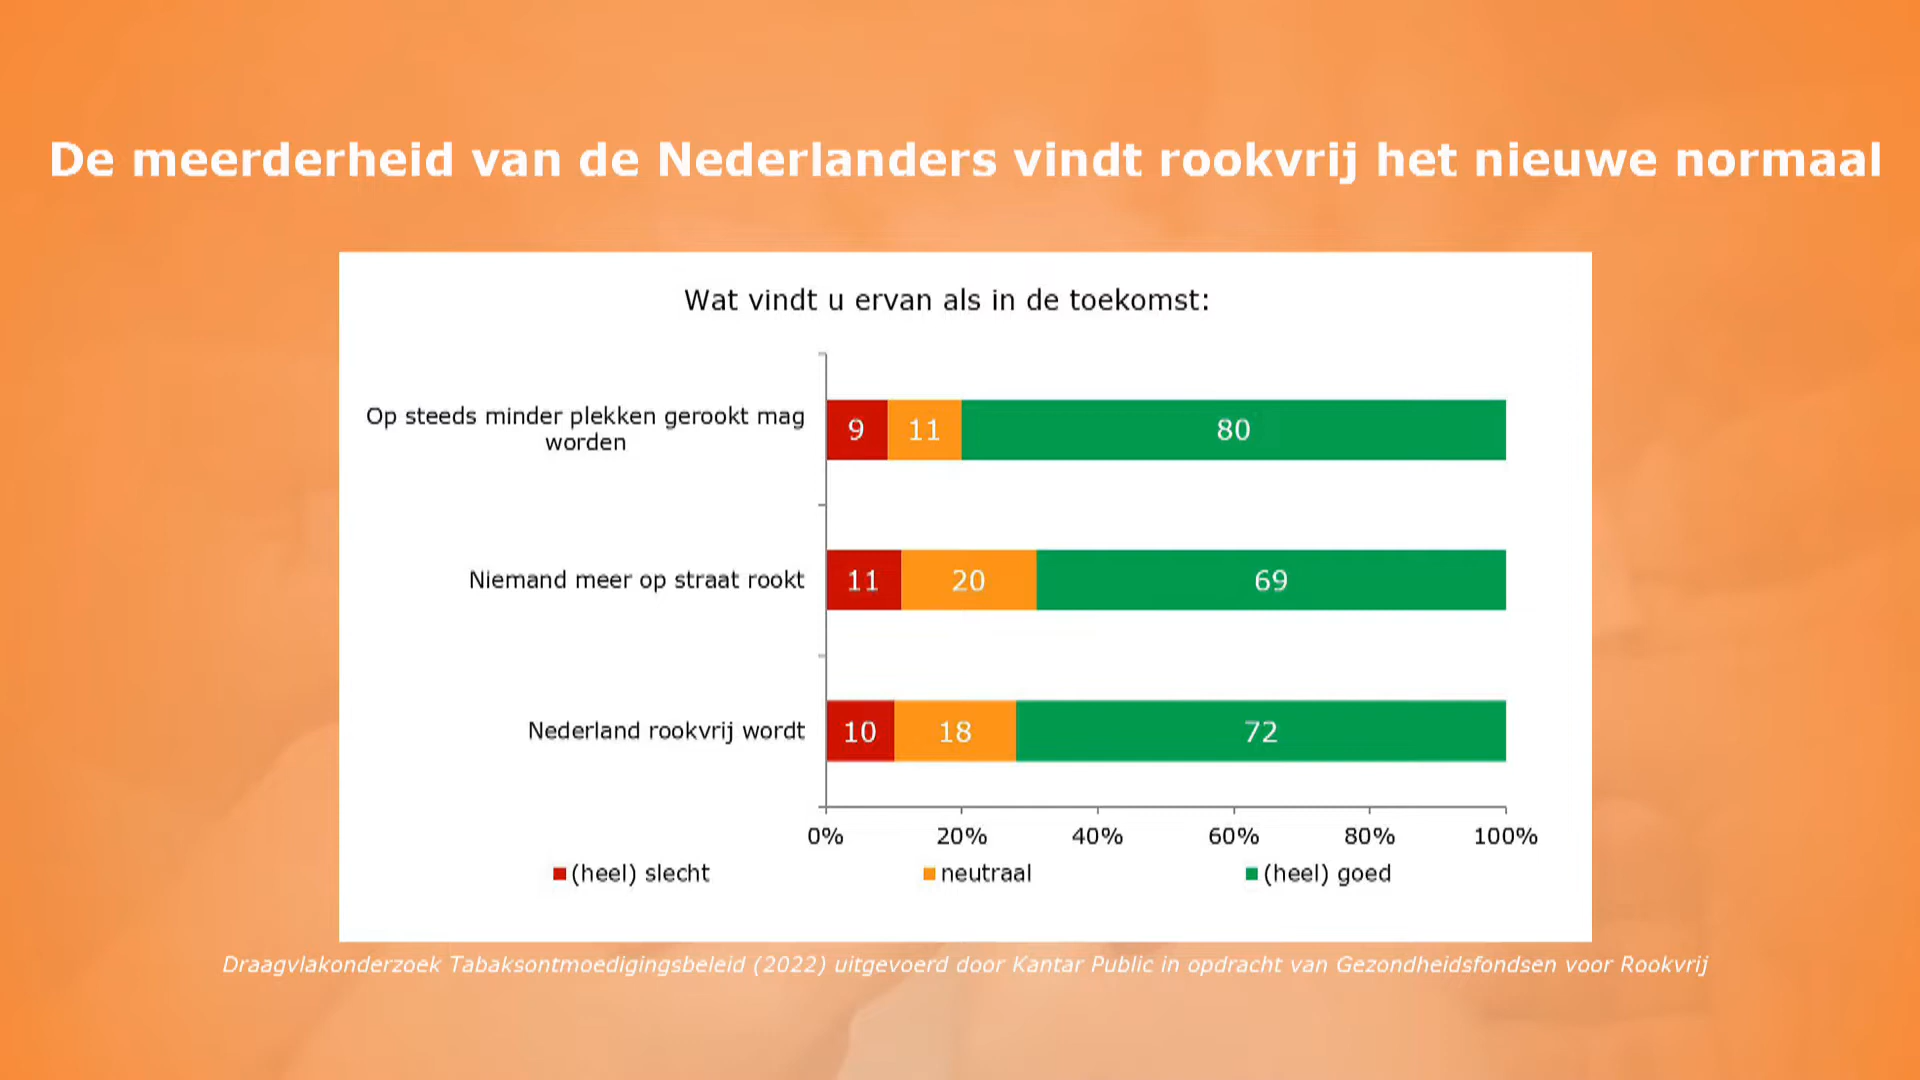 De meerderheid van de Nederlanders vindt rookvrij het nieuwe normaal
Wat vindt u ervan als in de toekomst:
Op steeds minder plekken gerookt mag
worden
9 11 80
Niemand meer op straat rookt
11 20 69
Nederland rookvrij wordt
10 18 72
0% 20% 40% 60% 80% 100%
(heel) slecht neutraal (heel) goed
Draagvlakonderzoek Tabaksontmoedigingsbeleid (2022) uitgevoerd door Kantar Public in opdracht van Gezondheidsfondsen voor Rookvrij